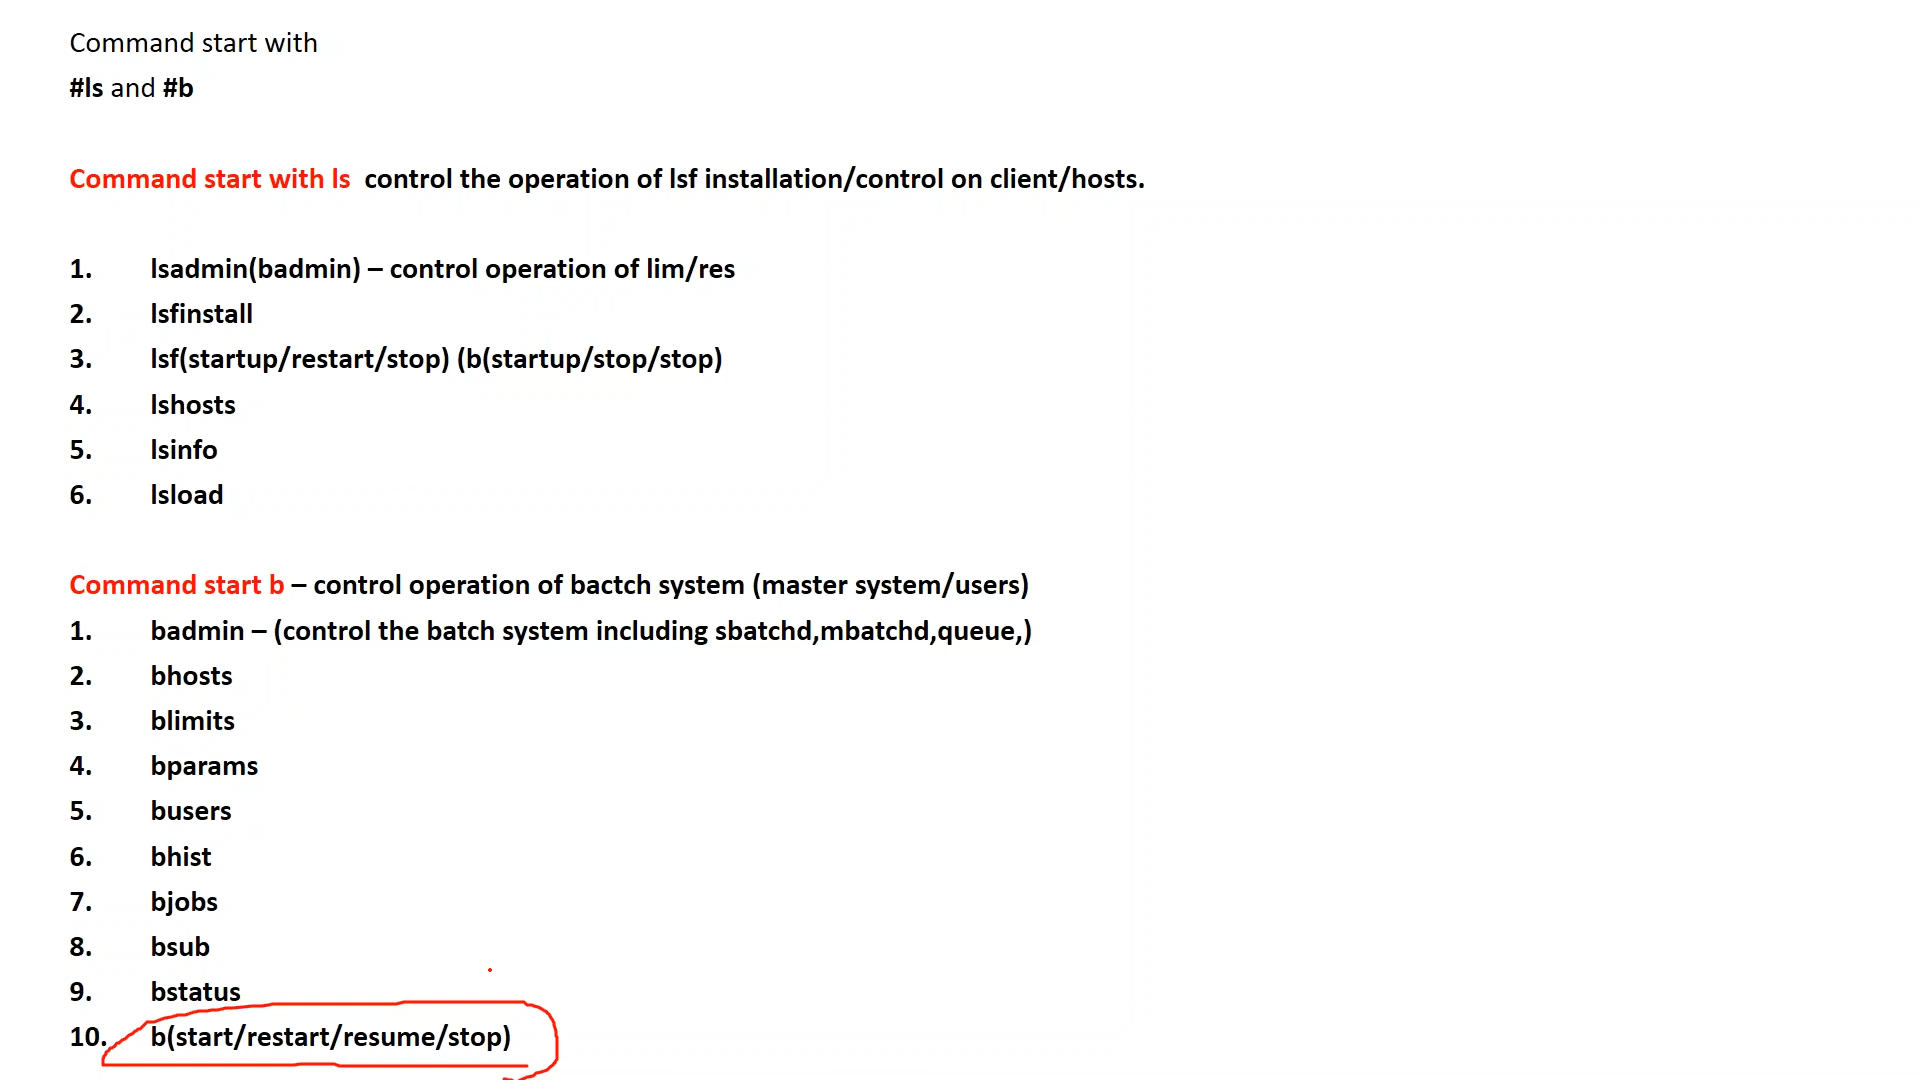 Command start with
#ls and #b
Command start with ls control the operation of lsf installation/control on client/hosts.
1. lsadmin(badmin) – control operation of lim/res
2. lsfinstall
3. lsf(startup/restart/stop) (b(startup/stop/stop)
4. lshosts
5. lsinfo
6. lsload
Command start b – control operation of bactch system (master system/users)
1. badmin – (control the batch system including sbatchd,mbatchd,queue,)
2. bhosts
3. blimits
4. bparams
5. busers
6. bhist
7. bjobs
8. bsub
9. bstatus
10. b(start/restart/resume/stop)